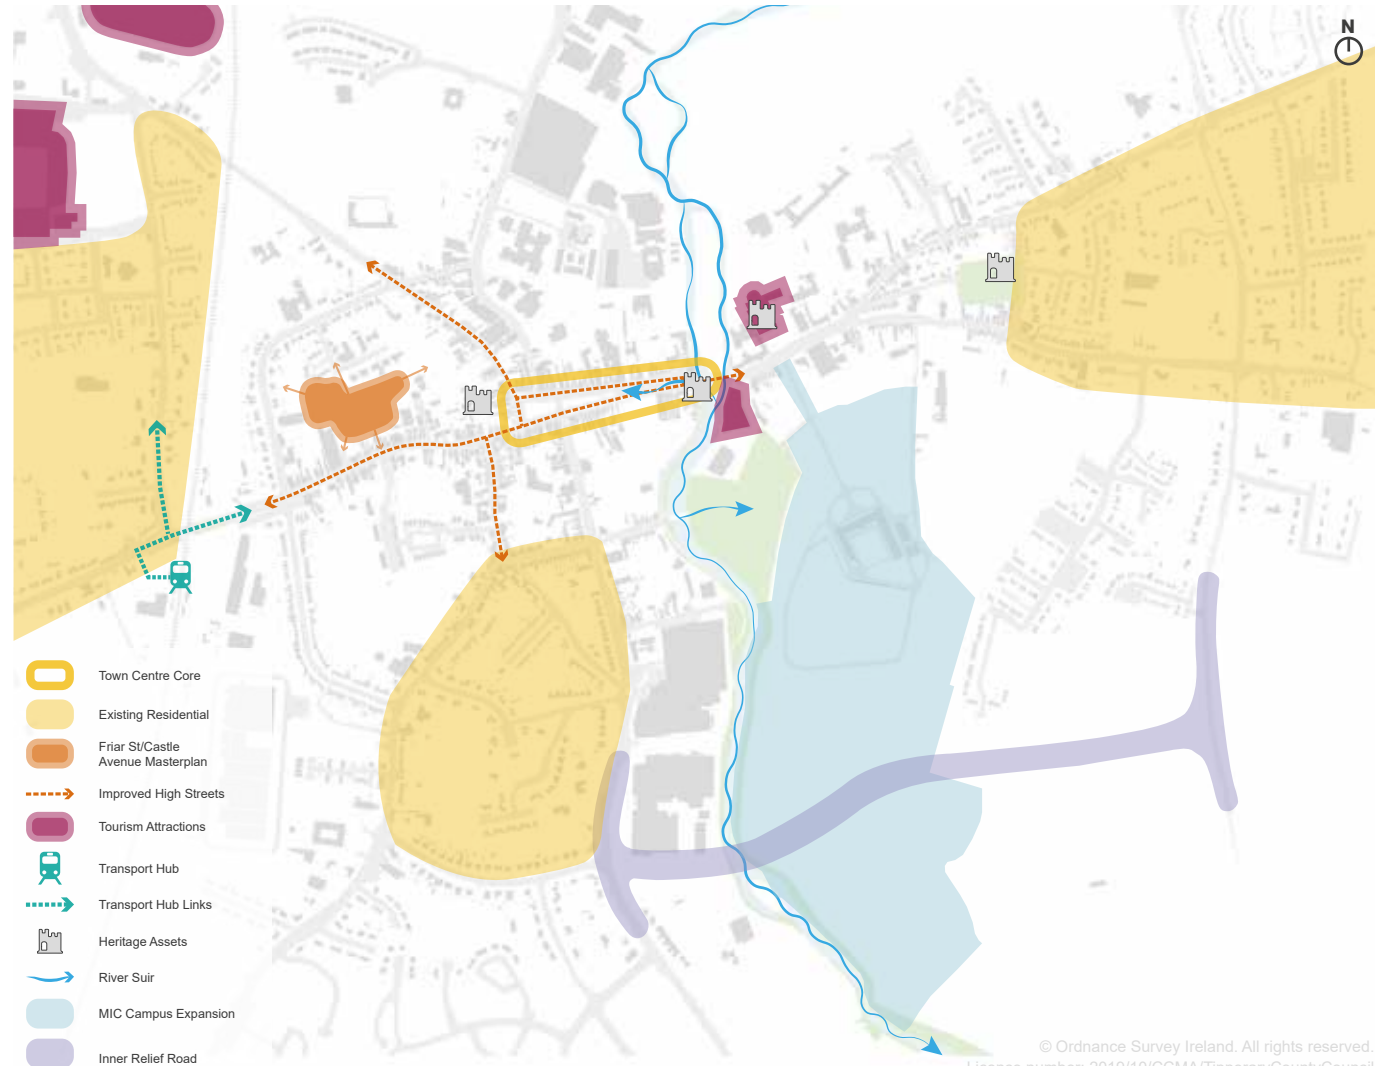 N
Town Centre Core
Existing Residential
Friar St/Castle
Avenue Masterplan
Improved High Streets
Tourism Attractions
Transport Hub
Transport Hub Links
Heritage Assets
River Suir
MIC Campus Expansion
Inner Relief Road
© Ordnance Survey Ireland. All rights reserved.